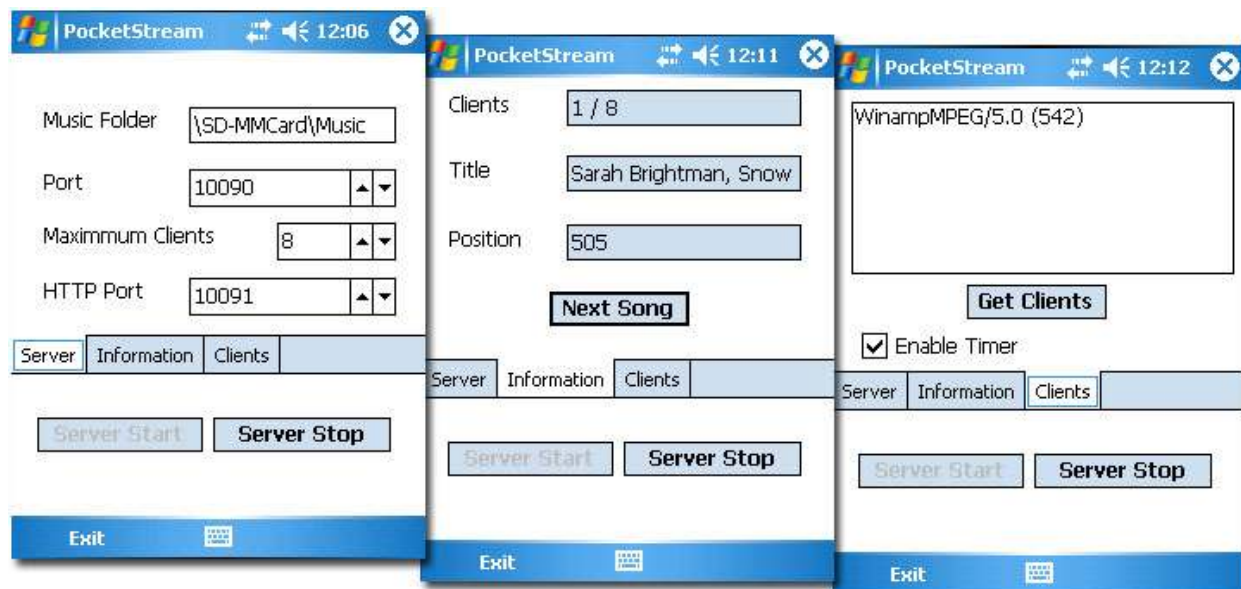 PocketStream 12:06
Music Folder \SD-MMCard\Music
Port 10090
Maximmum Clients 8
HTTP Port 10091
Server Information Clients
Server Start Server Stop
Exit
PocketStream 12:11
Clients 1 / 8
Title Sarah Brightman, Snow
Position 505
Next Song
Server Information Clients
Server Start Server Stop
Exit
PocketStream 12:12
WinampMPEG/5.0 (542)
Get Clients
Enable Timer
Server Information Clients
Server Start Server Stop
Exit